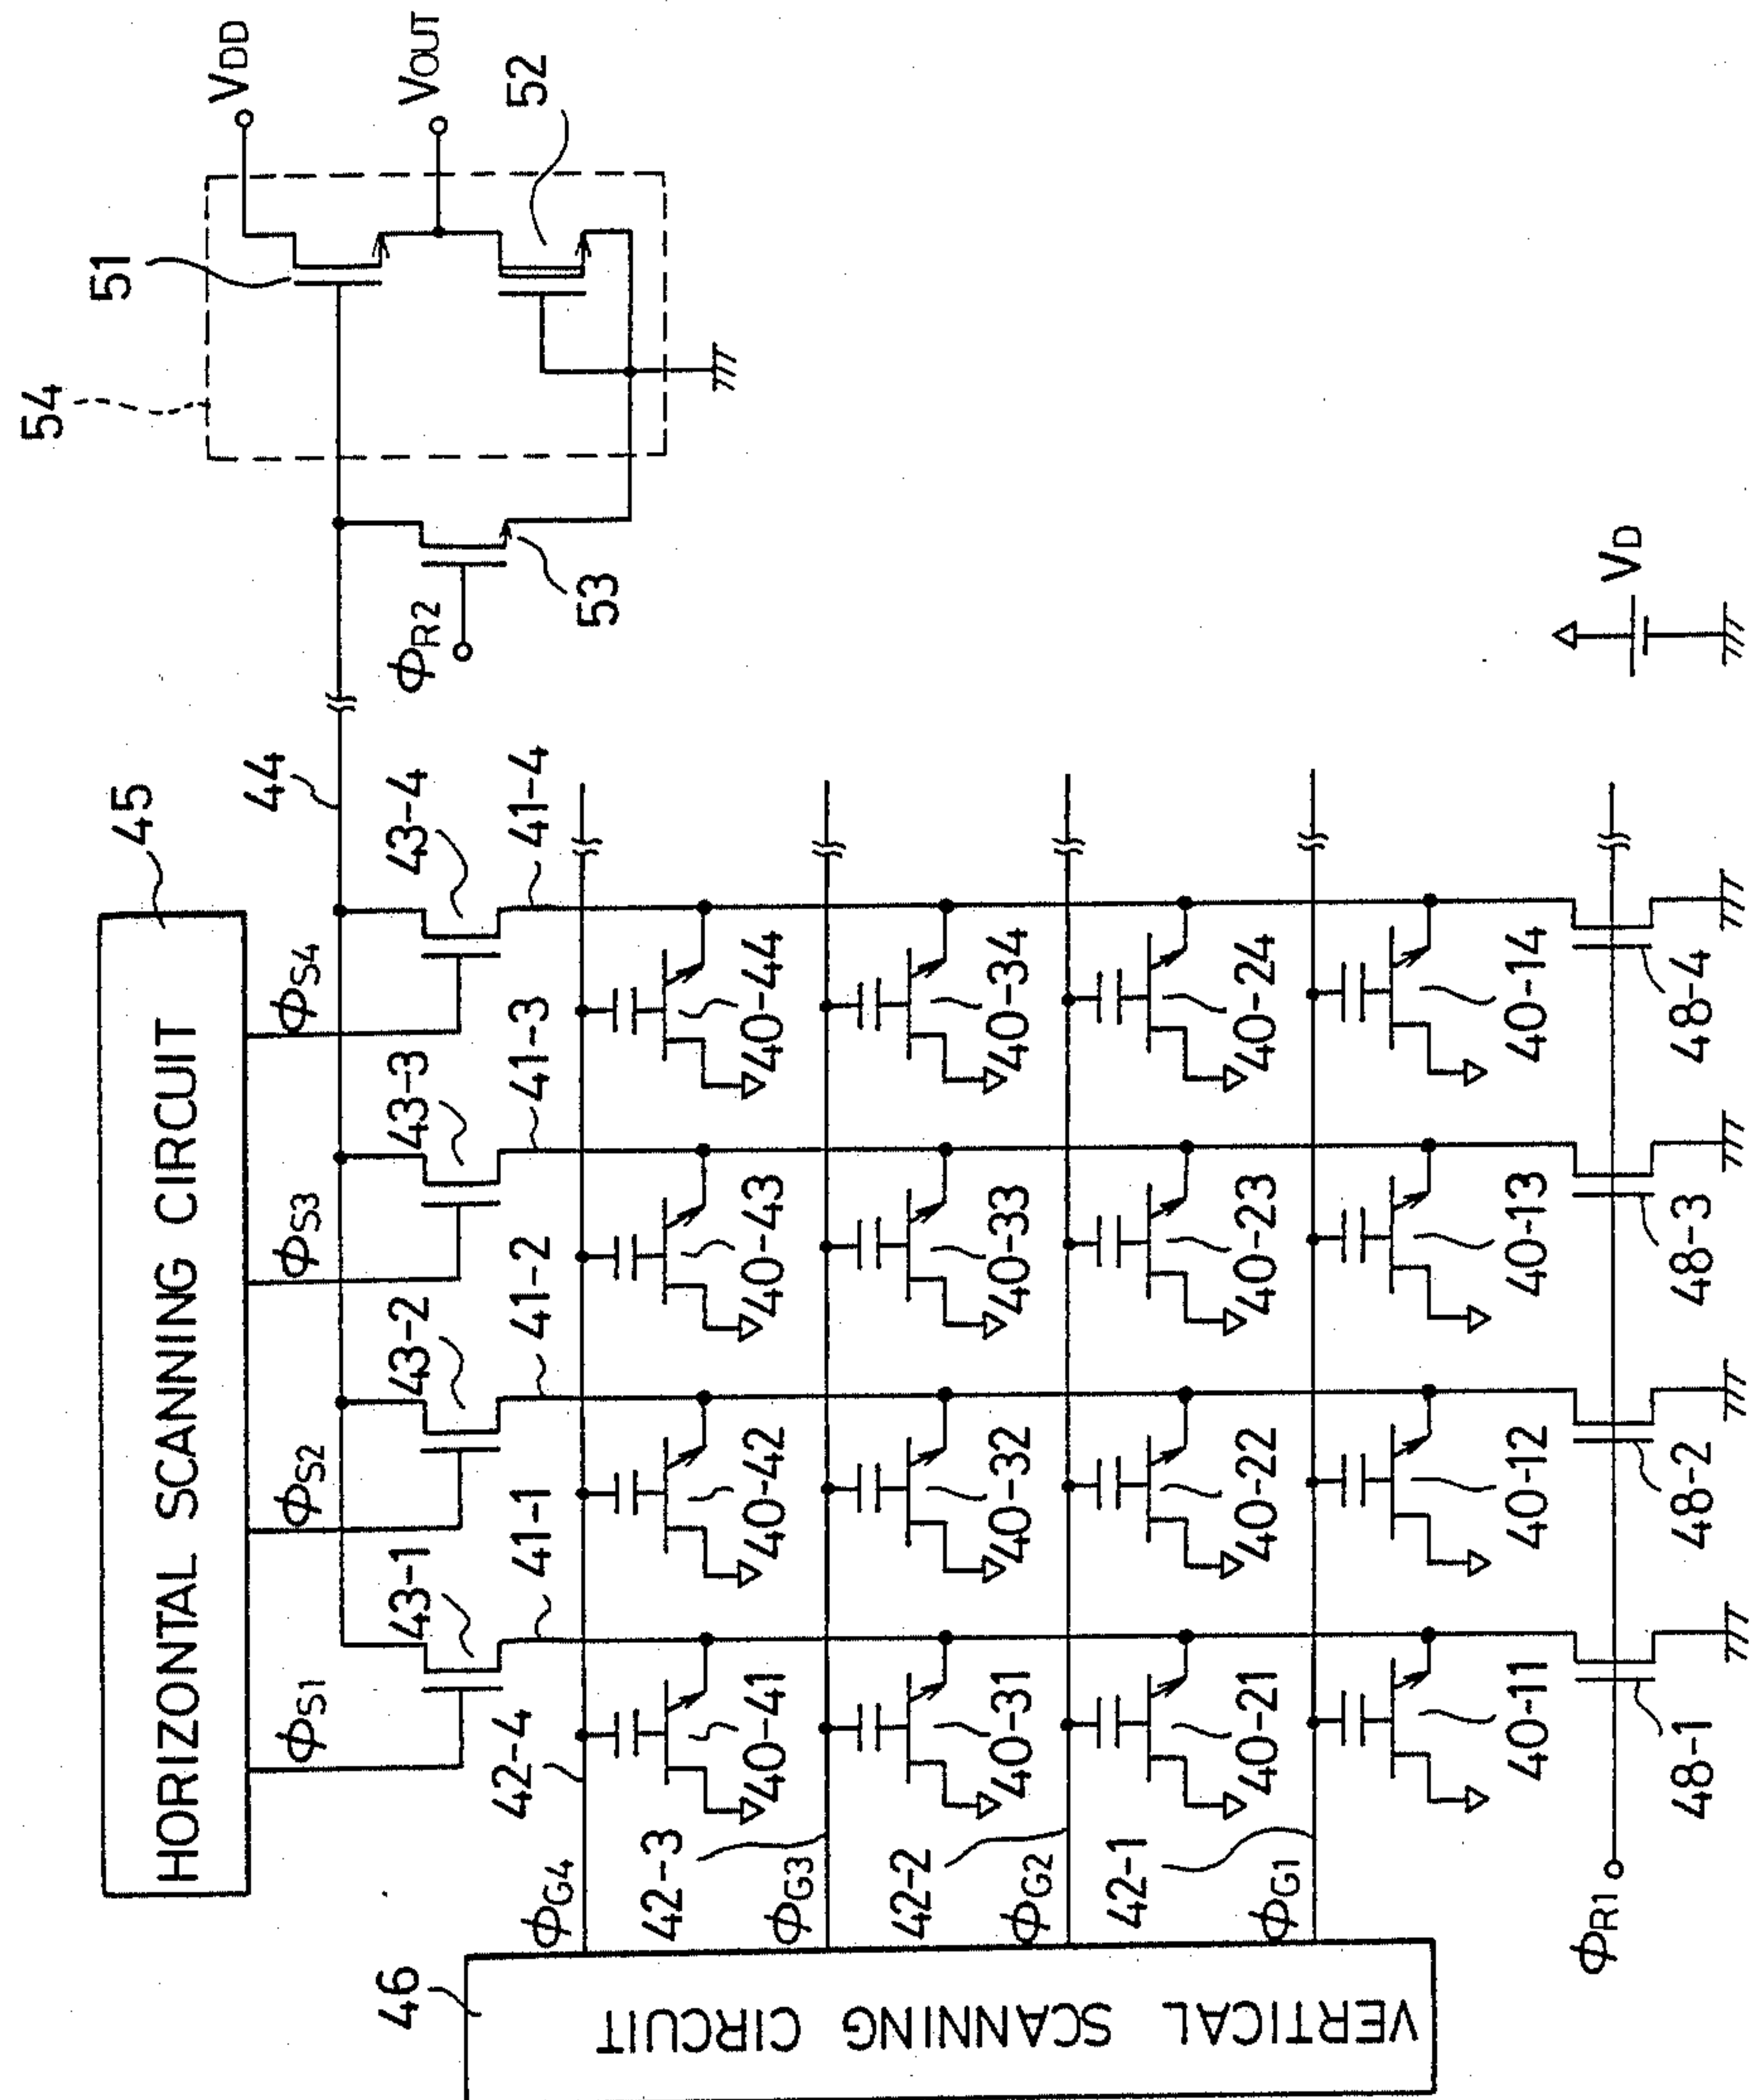 45
HORIZONTAL SCANNING CIRCUIT
ϕS1
ϕS2
ϕS3
ϕS4
44
54
51
VDD
VOUT
52
53
ϕR2
43-1
43-2
43-3
43-4
41-1
41-2
41-3
41-4
46
VERTICAL SCANNING CIRCUIT
ϕG4
42-4
40-41
40-42
40-43
40-44
42-3
ϕG3
40-31
40-32
40-33
40-34
42-2
ϕG2
40-21
40-22
40-23
40-24
42-1
ϕG1
40-11
40-12
40-13
40-14
ϕR1
48-1
48-2
48-3
48-4
VD